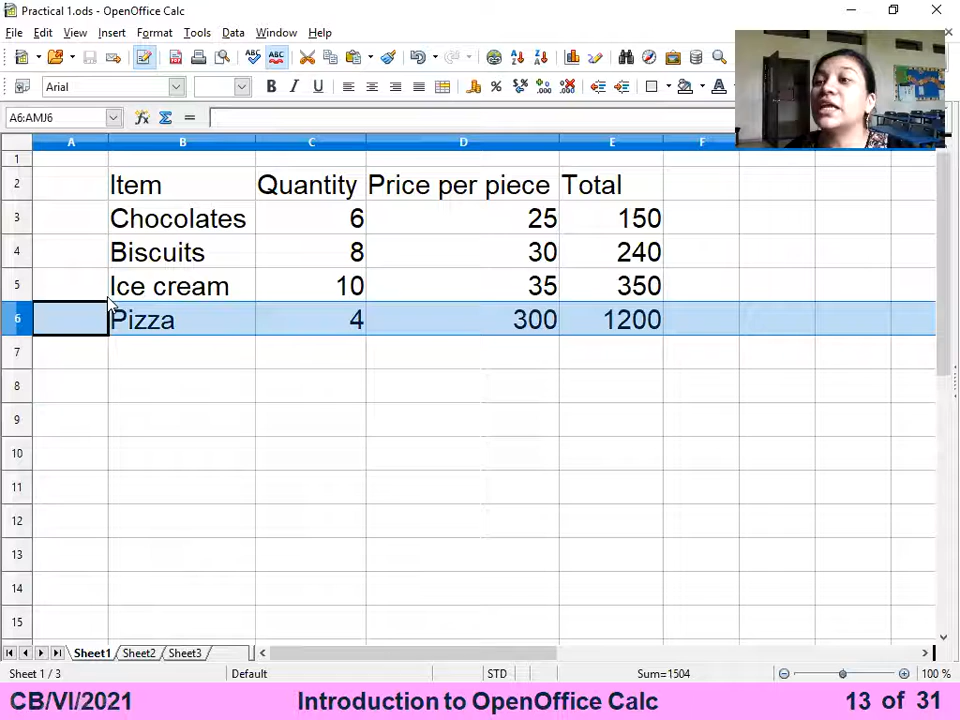 Practical 1.ods - OpenOffice Calc
File Edit View Insert Format Tools Data Window Help
Arial
A6:AMJ6
A B C D E F
1
2 Item Quantity Price per piece Total
3 Chocolates 6 25 150
4 Biscuits 8 30 240
5 Ice cream 10 35 350
6 Pizza 4 300 1200
7
8
9
10
11
12
13
14
15
Sheet1 Sheet2 Sheet3
Sheet 1 / 3 Default STD Sum=1504 100 %
CB/VI/2021 Introduction to OpenOffice Calc 13 of 31